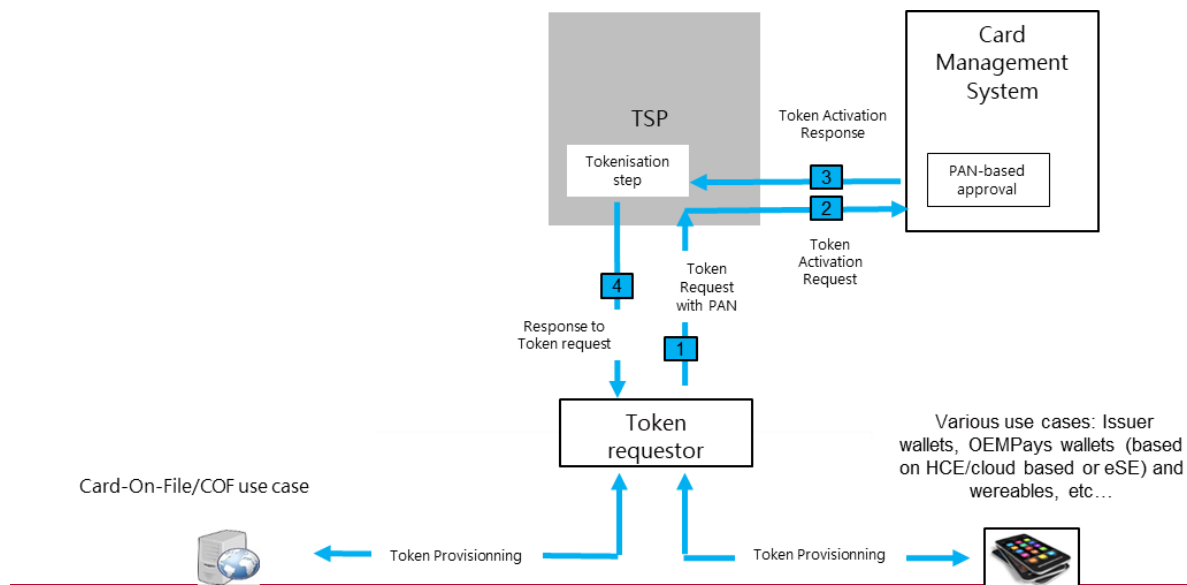 Card
Management
System
TSP
Token Activation
Response
Tokenisation
step
PAN-based
approval
3
2
Token
Activation
Request
Token
Request
with PAN
4
Response to
Token request
1
Token
requestor
Various use cases: Issuer
wallets, OEMPays wallets (based
on HCE/cloud based or eSE) and
wereables, etc…
Card-On-File/COF use case
Token Provisionning
Token Provisionning